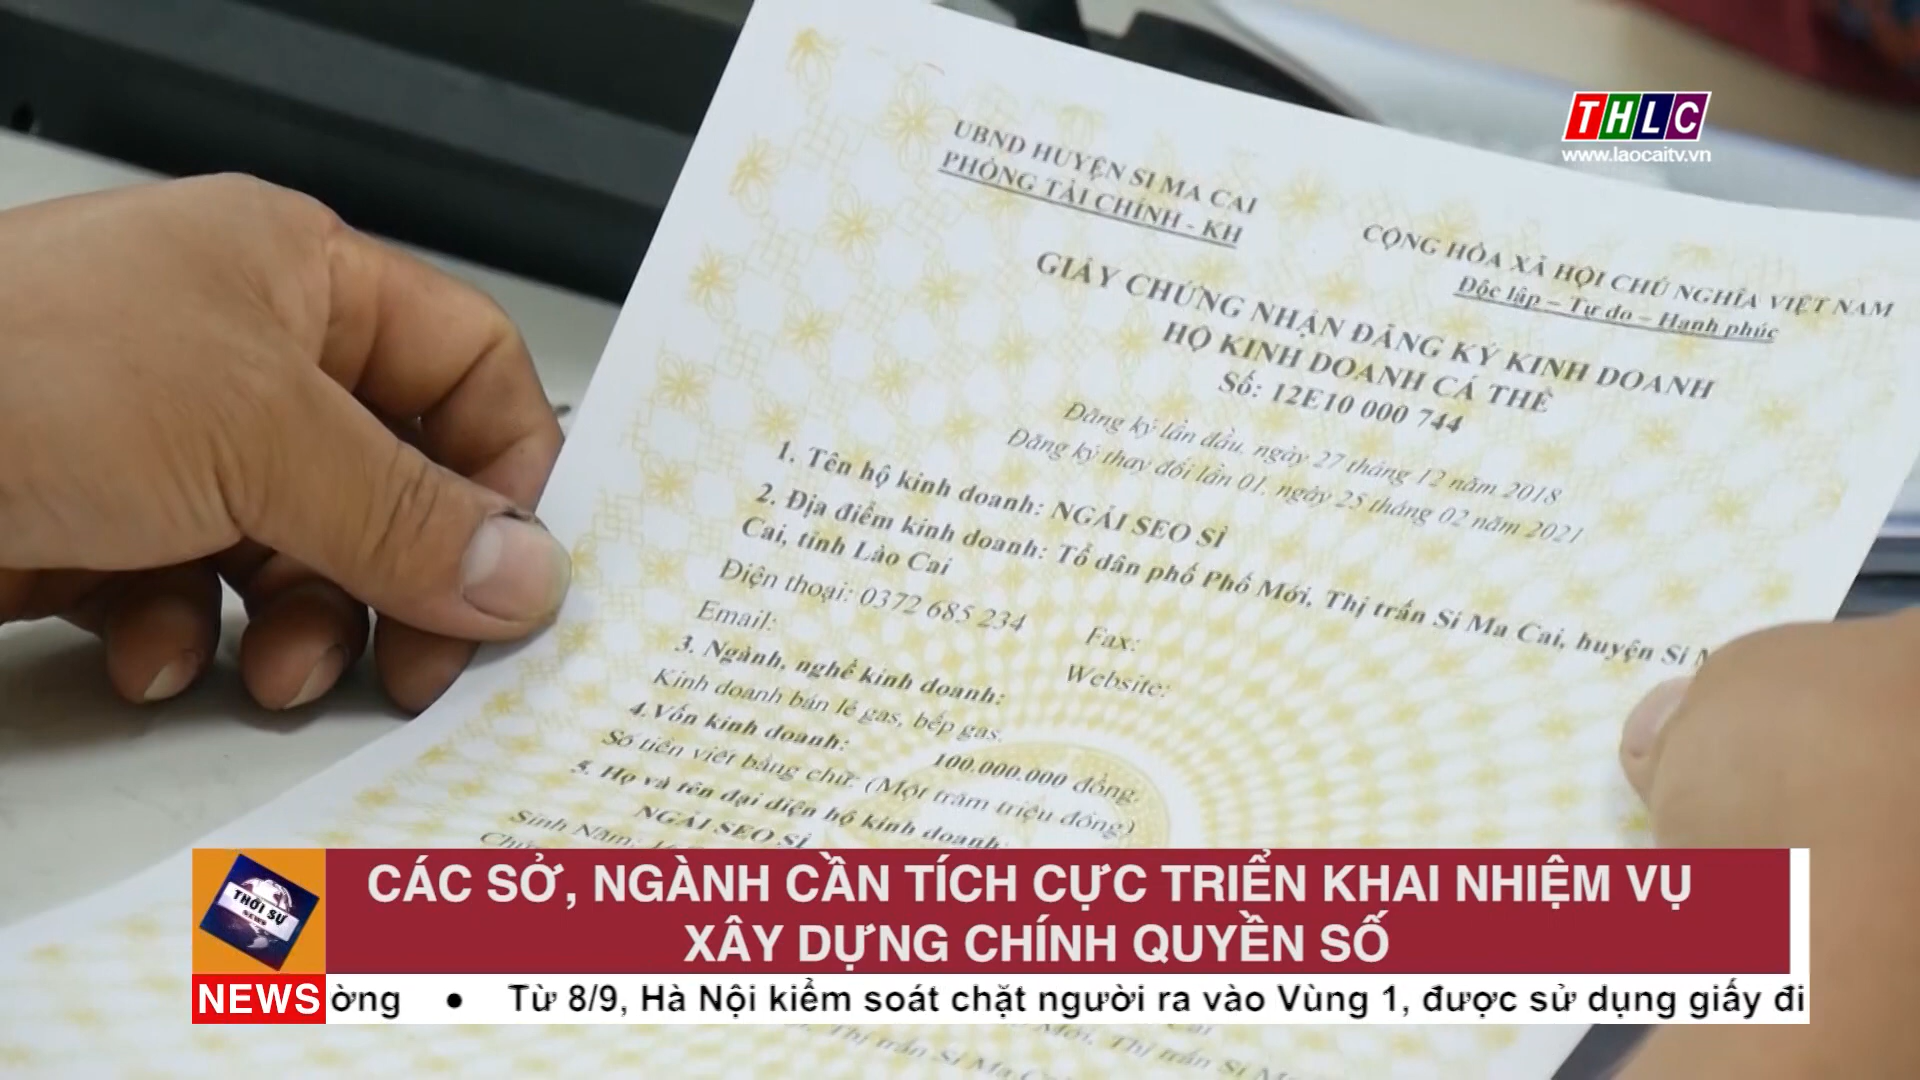 THLC
www.laocaitv.vn
UBND HUYỆN SI MA CAI
PHÒNG TÀI CHÍNH - KH
CỘNG HÒA XÃ HỘI CHỦ NGHĨA VIỆT NAM
Độc lập – Tự do – Hạnh phúc
GIẤY CHỨNG NHẬN ĐĂNG KÝ KINH DOANH
HỘ KINH DOANH CÁ THỂ
Số: 12E10 000 744
Đăng ký lần đầu, ngày 27 tháng 12 năm 2018
Đăng ký thay đổi lần 01, ngày 25 tháng 02 năm 2021
1. Tên hộ kinh doanh: NGẢI SEO SÌ
2. Địa điểm kinh doanh: Tổ dân phố Phố Mới, Thị trấn Si Ma Cai, huyện Si
Cai, tỉnh Lào Cai
Điện thoại: 0372 685 234 Fax:
Email: Website:
3. Ngành, nghề kinh doanh:
Kinh doanh bán lẻ gas, bếp gas.
4. Vốn kinh doanh: 100.000.000 đồng.
Số tiền viết bằng chữ: (Một trăm triệu đồng)
5. Họ và tên đại diện hộ kinh doanh:
NGẢI SEO SÌ
Sinh Năm:
CÁC SỞ, NGÀNH CẦN TÍCH CỰC TRIỂN KHAI NHIỆM VỤ
XÂY DỰNG CHÍNH QUYỀN SỐ
THỜI SỰ
NEWS
NEWS ờng • Từ 8/9, Hà Nội kiểm soát chặt người ra vào Vùng 1, được sử dụng giấy đi